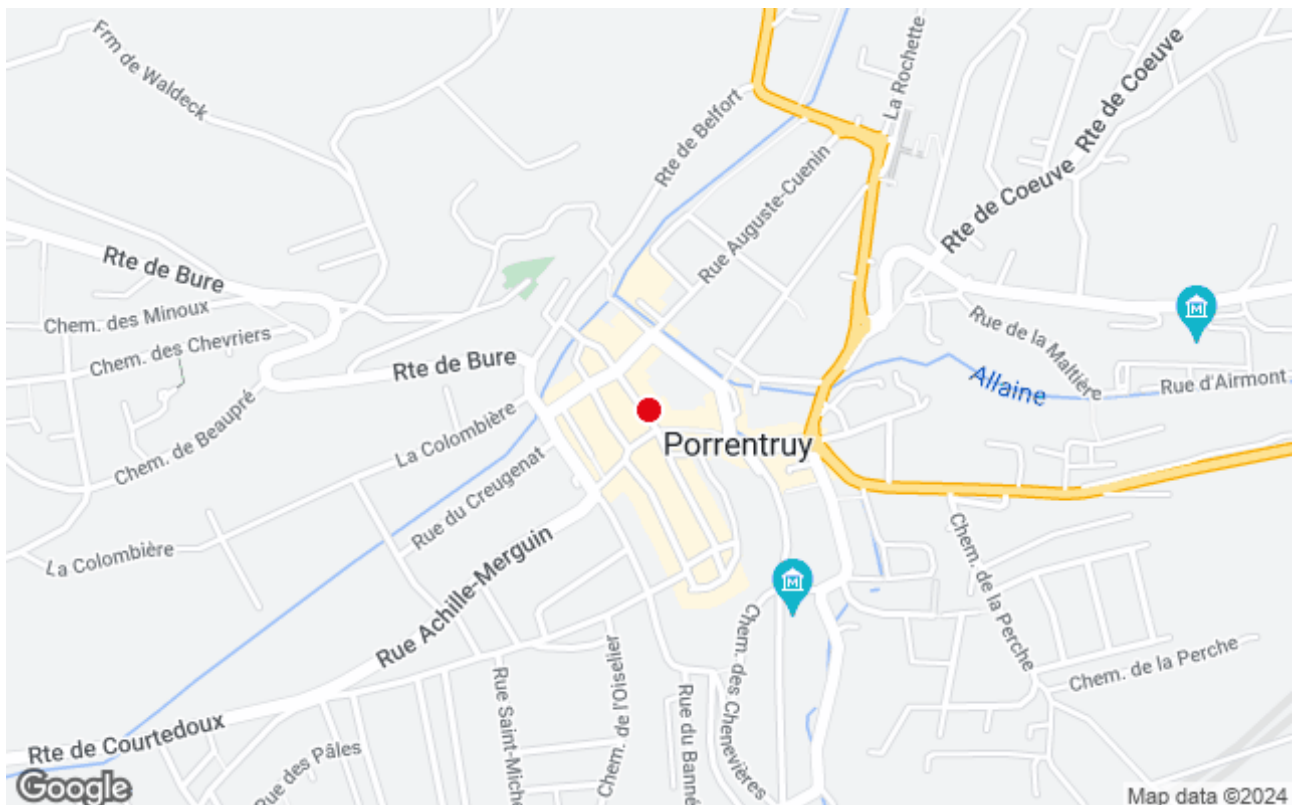 Frm de Waldeck
Rte de Belfort
La Rochette
Rte de Coeuve
Rte de Coeuve
Rue Auguste-Cuenin
Rte de Bure
Chem. des Minoux
Chem. des Chevriers
Rte de Bure
Rue de la Maltière
Allaine
Rue d'Airmont
Chem. de Beaupré
La Colombière
Porrentruy
Rue du Creugenat
La Colombière
Rue Achille-Merguin
Chem. de la Perche
Chem. de la Perche
Chem. des Chenevières
Chem. de l'Oiselier
Rue Saint-Miche
Rue du Banné
Rte de Courtedoux
Rue des Pâles
Google
Map data ©2024